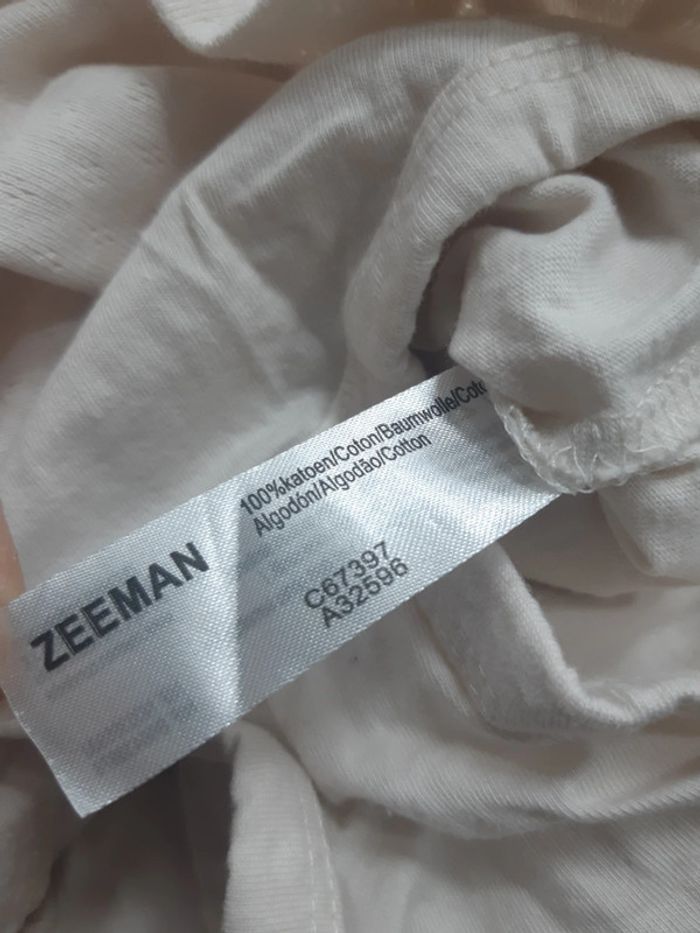 ZEEMAN
100%katoen/Coton/Baumwolle/Coto
Algodón/Algodão/Cotton
C67397
A32596